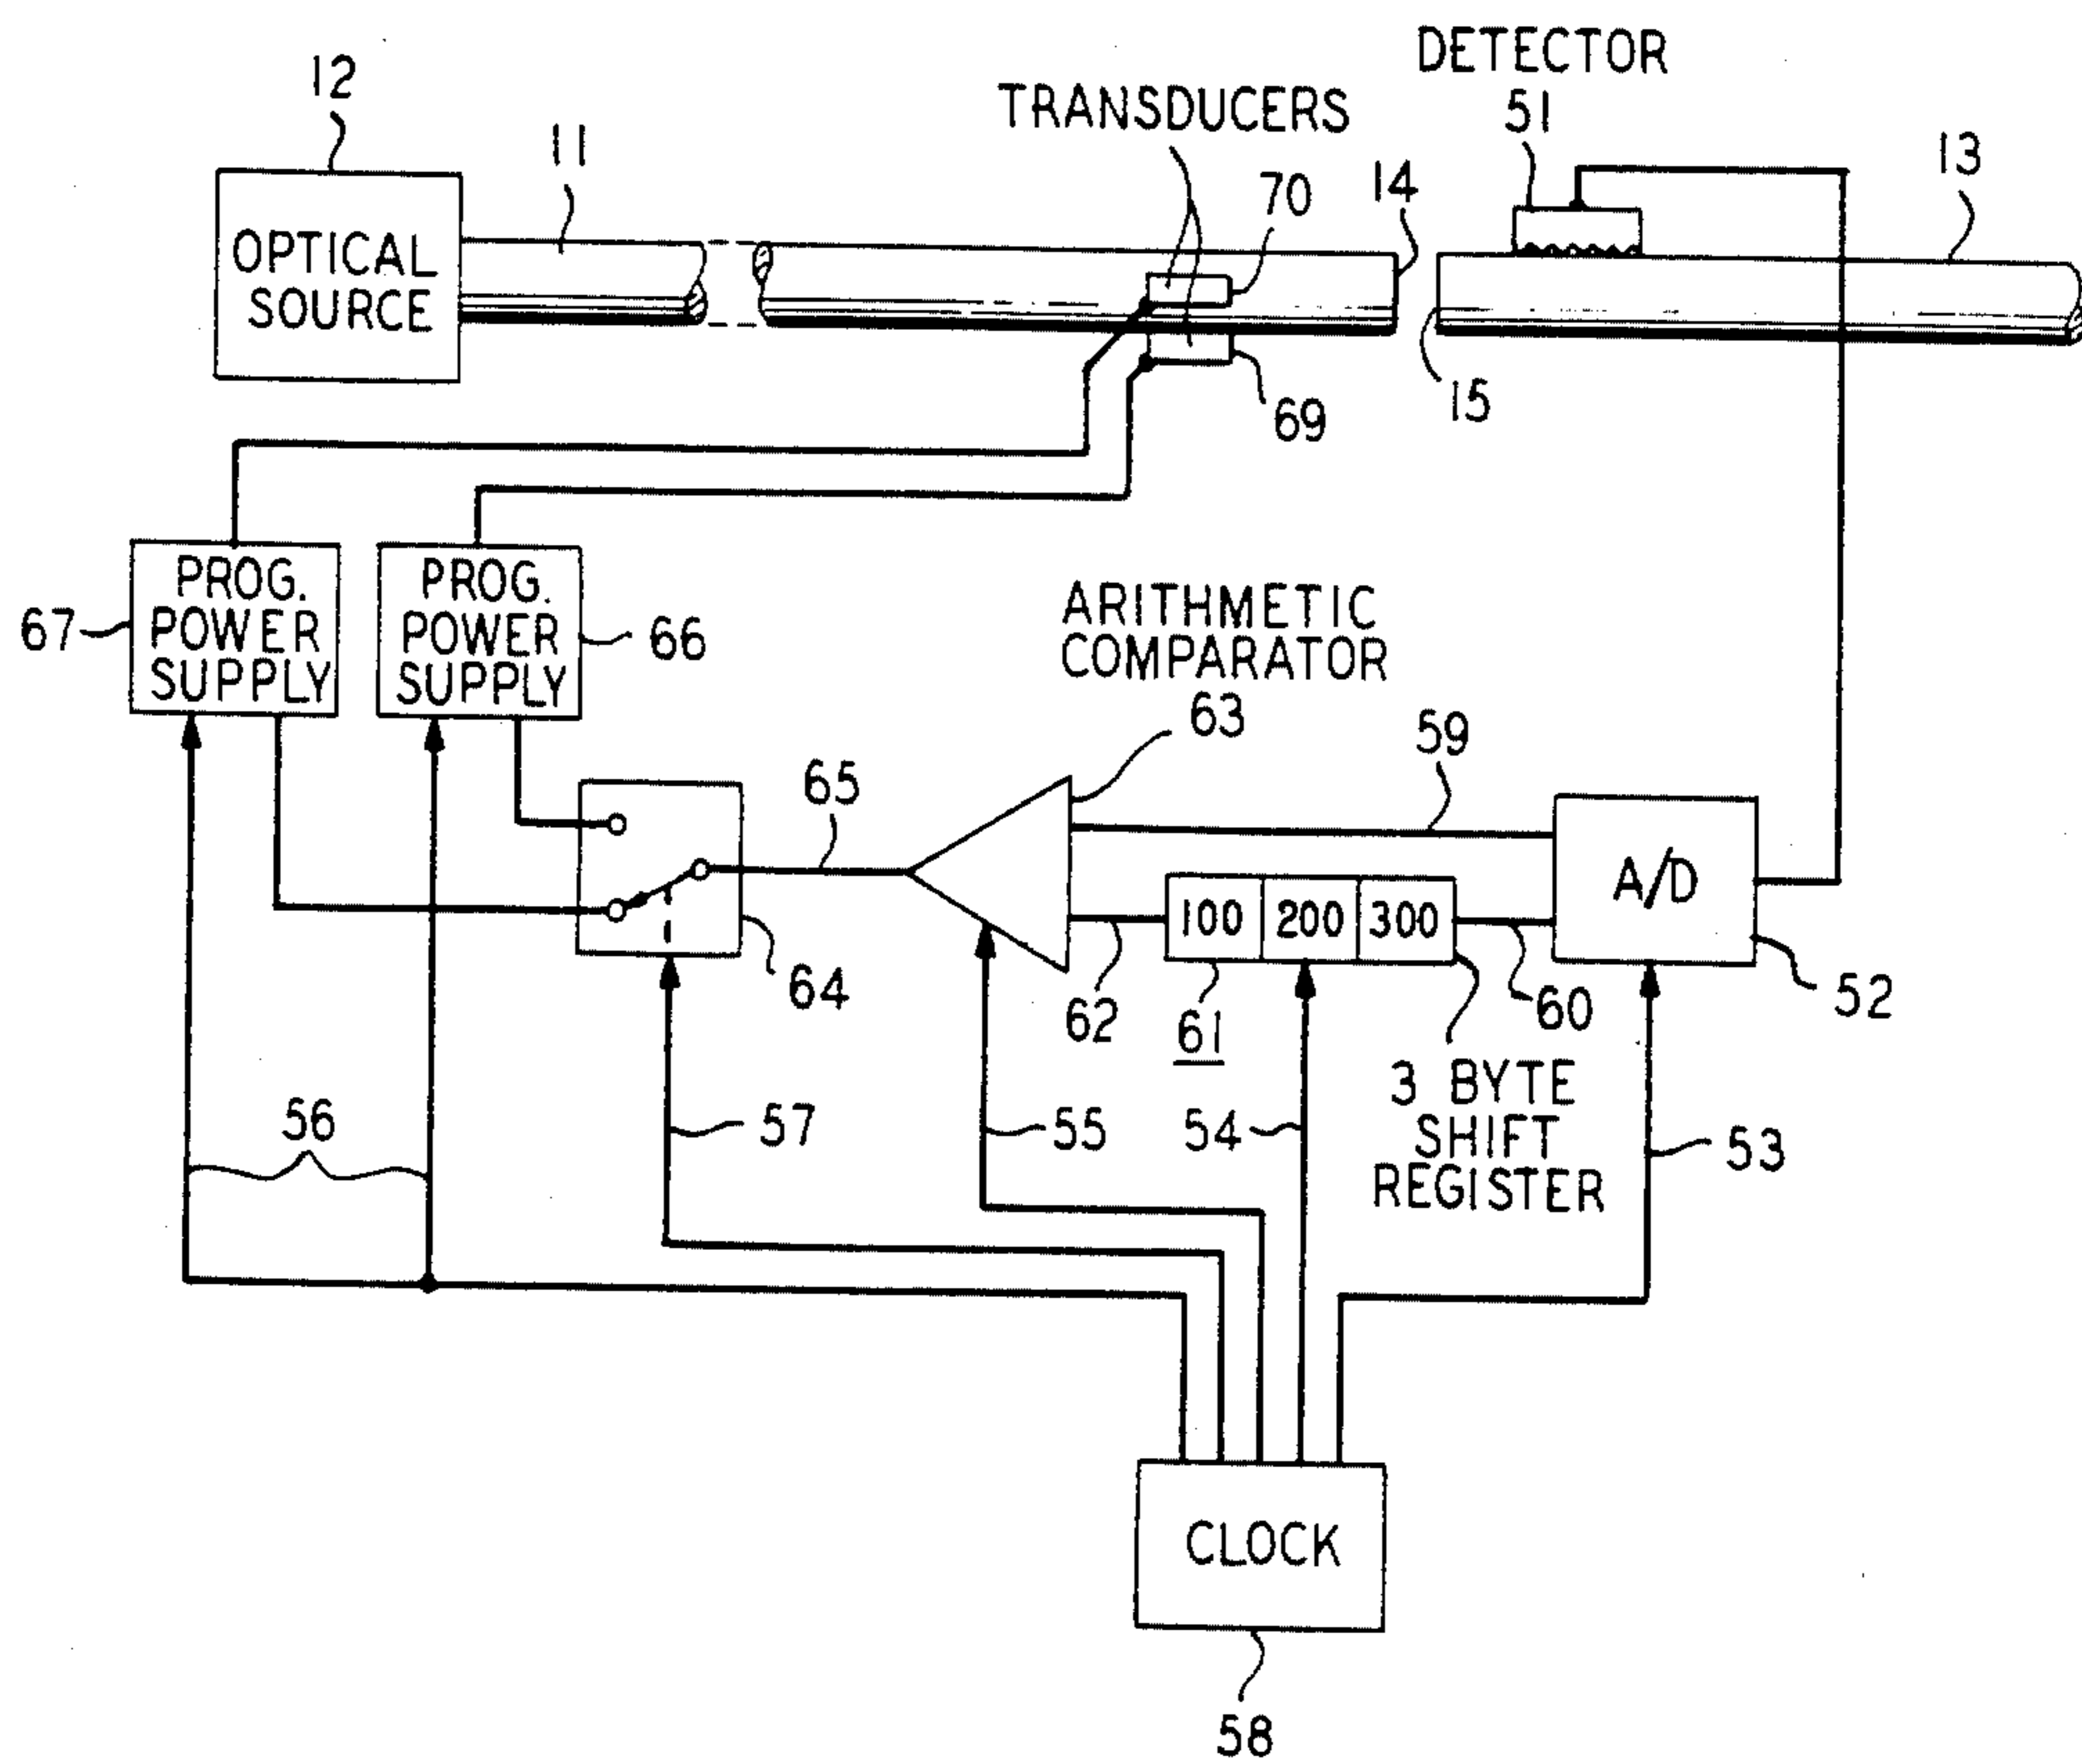 DETECTOR
51
12
11
TRANSDUCERS
70
14
13
OPTICAL
SOURCE
15
69
PROG.
POWER
SUPPLY
67
PROG.
POWER
SUPPLY
66
ARITHMETIC
COMPARATOR
63
59
65
A/D
100 200 300
64
62
61
60
52
3 BYTE
SHIFT
REGISTER
56
57
55
54
53
CLOCK
58